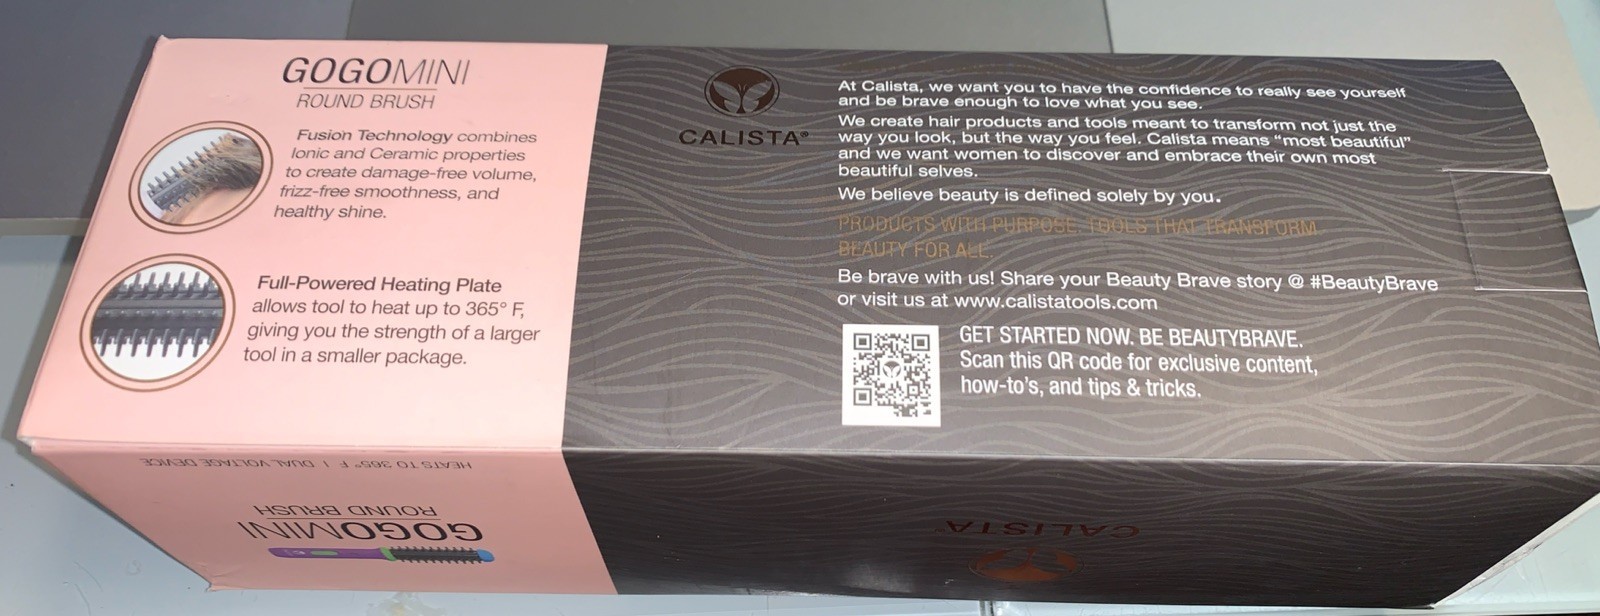 GOGOMINI
ROUND BRUSH
Fusion Technology combines
Ionic and Ceramic properties
to create damage-free volume,
frizz-free smoothness, and
healthy shine.
Full-Powered Heating Plate
allows tool to heat up to 365° F,
giving you the strength of a larger
tool in a smaller package.
CALISTA®
At Calista, we want you to have the confidence to really see yourself
and be brave enough to love what you see.
We create hair products and tools meant to transform not just the
way you look, but the way you feel. Calista means "most beautiful"
and we want women to discover and embrace their own most
beautiful selves.
We believe beauty is defined solely by you.
PRODUCTS WITH PURPOSE. TOOLS THAT TRANSFORM.
BEAUTY FOR ALL.
Be brave with us! Share your Beauty Brave story @ #BeautyBrave
or visit us at www.calistatools.com
GET STARTED NOW. BE BEAUTYBRAVE.
Scan this QR code for exclusive content,
how-to's, and tips & tricks.
GOGOMINI
ROUND BRUSH
HEATS TO 365° F | DUAL VOLTAGE DEVICE
CALISTA®